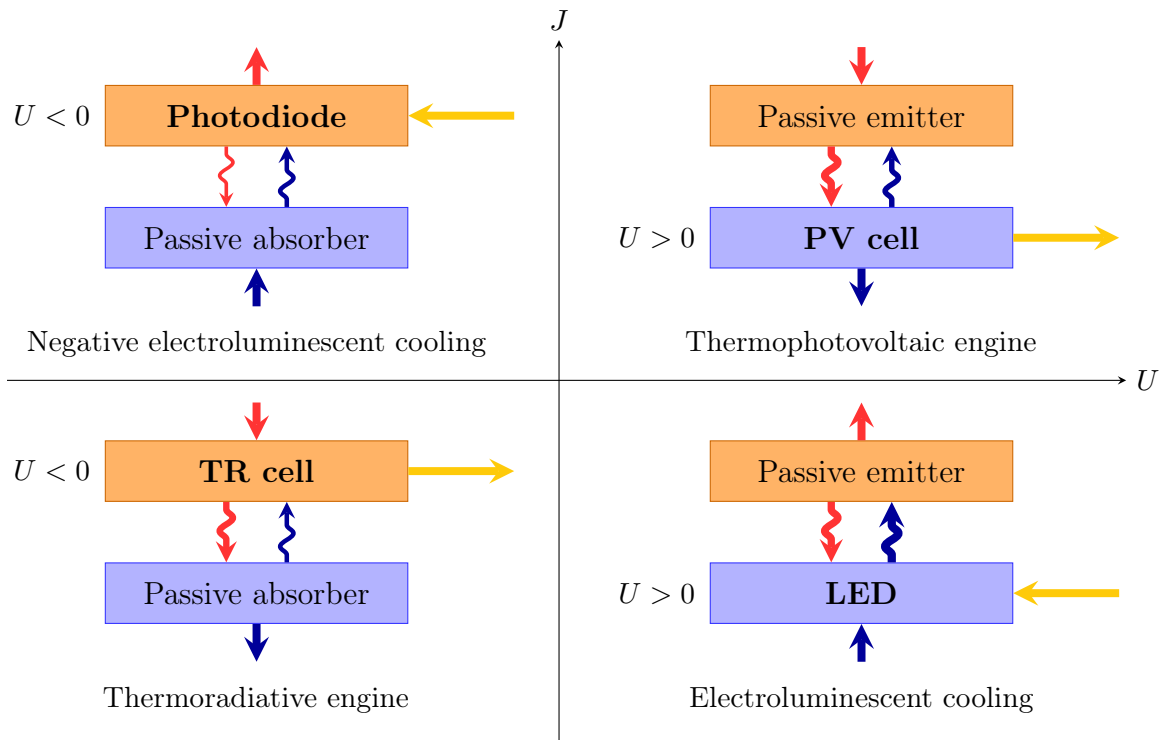 J
U < 0
Photodiode
Passive absorber
Negative electroluminescent cooling
Passive emitter
U > 0
PV cell
Thermophotovoltaic engine
U
U < 0
TR cell
Passive absorber
Thermoradiative engine
Passive emitter
U > 0
LED
Electroluminescent cooling